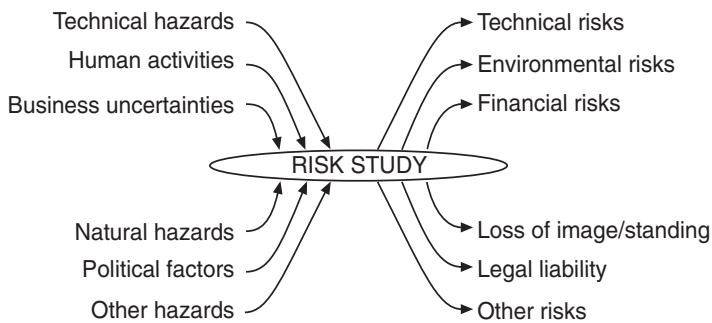 Technical hazards
Human activities
Business uncertainties
Technical risks
Environmental risks
Financial risks
RISK STUDY
Natural hazards
Political factors
Other hazards
Loss of image/standing
Legal liability
Other risks